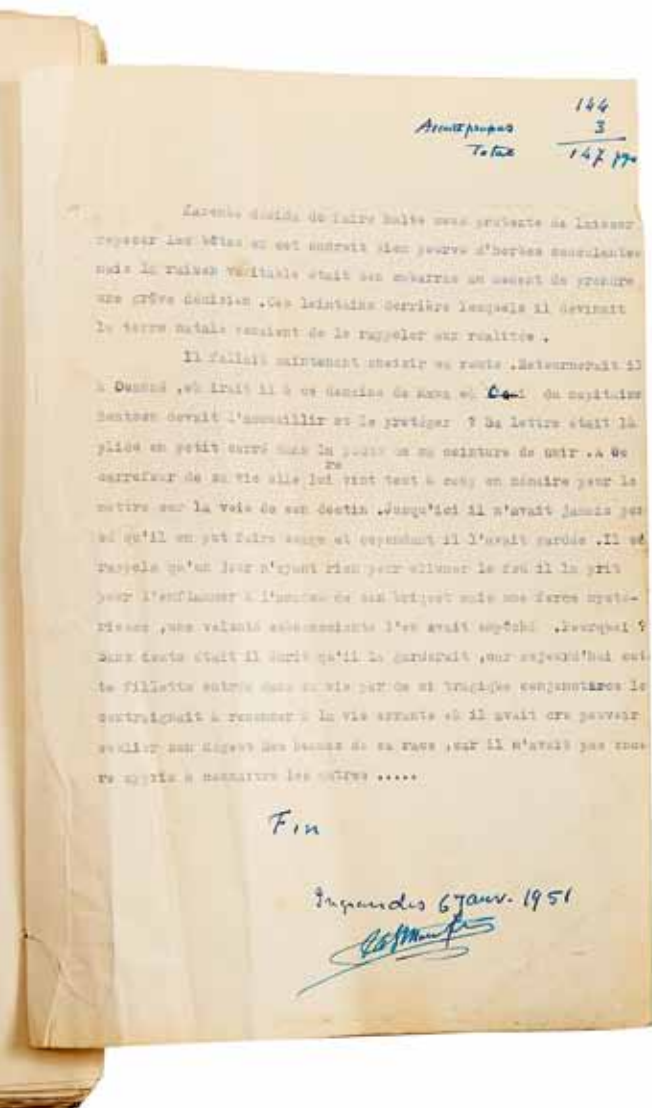 144
Avant propos 3
Total 147 pgs
décida de faire halte sous prétexte de laisser
reposer les bêtes en cet endroit bien pourvu d'herbes succulentes
mais la raison véritable était son embarras au moment de prendre
une grâve décision .Ces lointains derrière lesquels il devinait
la terre natale venaient de le rappeler aux réalités .
Il fallait maintenant choisir sa route .Retournerait il
à ,où irait il à ce domaine de où du capitaine
devait l'accueillir et le protéger ? Sa lettre était là
pliée en petit carré dans la de sa ceinture de cuir .A ce
re
carrefour de sa vie elle lui vint tout à coup en mémoire pour le
mettre sur la voie de son destin .Jusqu'ici il n'avait jamais pen
sé qu'il en put faire usage et cependant il l'avait gardée .Il se
rappela qu'un jour n'ayant rien pour allumer le feu il la prit
pour l'enflammer à l'amadou de son briquet mais une force mysté-
rieuse ,une volonté subconsciente l'en avait empêché .Pourquoi ?
Sans doute était il écrit qu'il la garderait ,car aujourd'hui cet
te fillette entrée dans sa vie par de si tragiques conjonctures le
contraignait à renoncer à la vie errante où il avait cru pouvoir
oublier son dégout des hommes de sa race ,car il n'avait pas enco
re appris à connaître les autres .....
Fin
Ingrandes 6 Janv. 1951